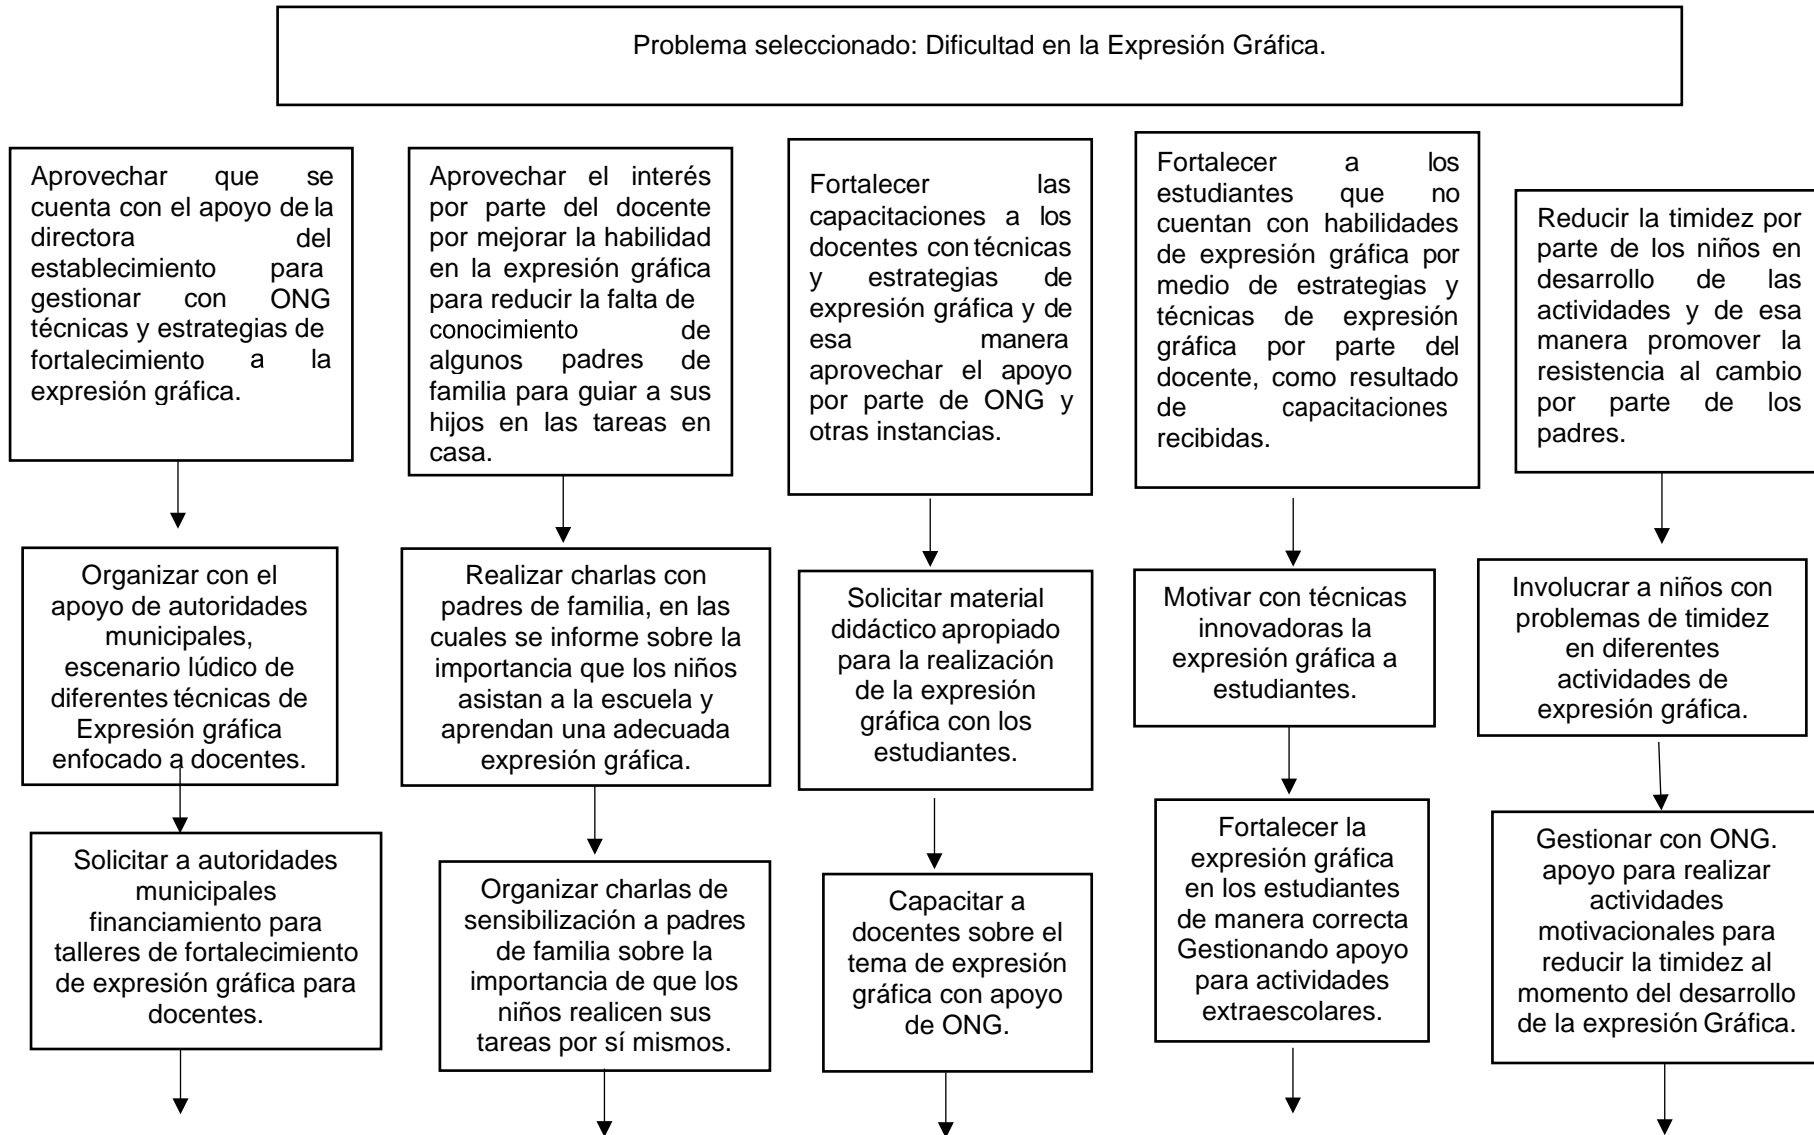 Problema seleccionado: Dificultad en la Expresión Gráfica.
Aprovechar que se
cuenta con el apoyo de la
directora del
establecimiento para
gestionar con ONG
técnicas y estrategias de
fortalecimiento a la
expresión gráfica.
Aprovechar el interés
por parte del docente
por mejorar la habilidad
en la expresión gráfica
para reducir la falta de
conocimiento de
algunos padres de
familia para guiar a sus
hijos en las tareas en
casa.
Fortalecer las
capacitaciones a los
docentes con técnicas
y estrategias de
expresión gráfica y de
esa manera
aprovechar el apoyo
por parte de ONG y
otras instancias.
Fortalecer a los
estudiantes que no
cuentan con habilidades
de expresión gráfica por
medio de estrategias y
técnicas de expresión
gráfica por parte del
docente, como resultado
de capacitaciones
recibidas.
Reducir la timidez por
parte de los niños en
desarrollo de las
actividades y de esa
manera promover la
resistencia al cambio
por parte de los
padres.
Organizar con el
apoyo de autoridades
municipales,
escenario lúdico de
diferentes técnicas de
Expresión gráfica
enfocado a docentes.
Realizar charlas con
padres de familia, en las
cuales se informe sobre la
importancia que los niños
asistan a la escuela y
aprendan una adecuada
expresión gráfica.
Solicitar material
didáctico apropiado
para la realización
de la expresión
gráfica con los
estudiantes.
Motivar con técnicas
innovadoras la
expresión gráfica a
estudiantes.
Involucrar a niños con
problemas de timidez
en diferentes
actividades de
expresión gráfica.
Solicitar a autoridades
municipales
financiamiento para
talleres de fortalecimiento
de expresión gráfica para
docentes.
Organizar charlas de
sensibilización a padres
de familia sobre la
importancia de que los
niños realicen sus
tareas por sí mismos.
Capacitar a
docentes sobre el
tema de expresión
gráfica con apoyo
de ONG.
Fortalecer la
expresión gráfica
en los estudiantes
de manera correcta
Gestionando apoyo
para actividades
extraescolares.
Gestionar con ONG.
apoyo para realizar
actividades
motivacionales para
reducir la timidez al
momento del desarrollo
de la expresión Gráfica.